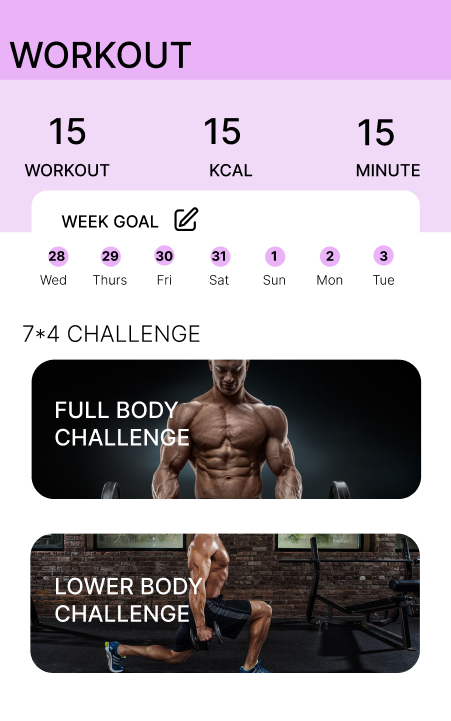 WORKOUT
15 15 15
WORKOUT KCAL MINUTE
WEEK GOAL
28 29 30 31 1 2 3
Wed Thurs Fri Sat Sun Mon Tue
7*4 CHALLENGE
FULL BODY
CHALLENGE
LOWER BODY
CHALLENGE